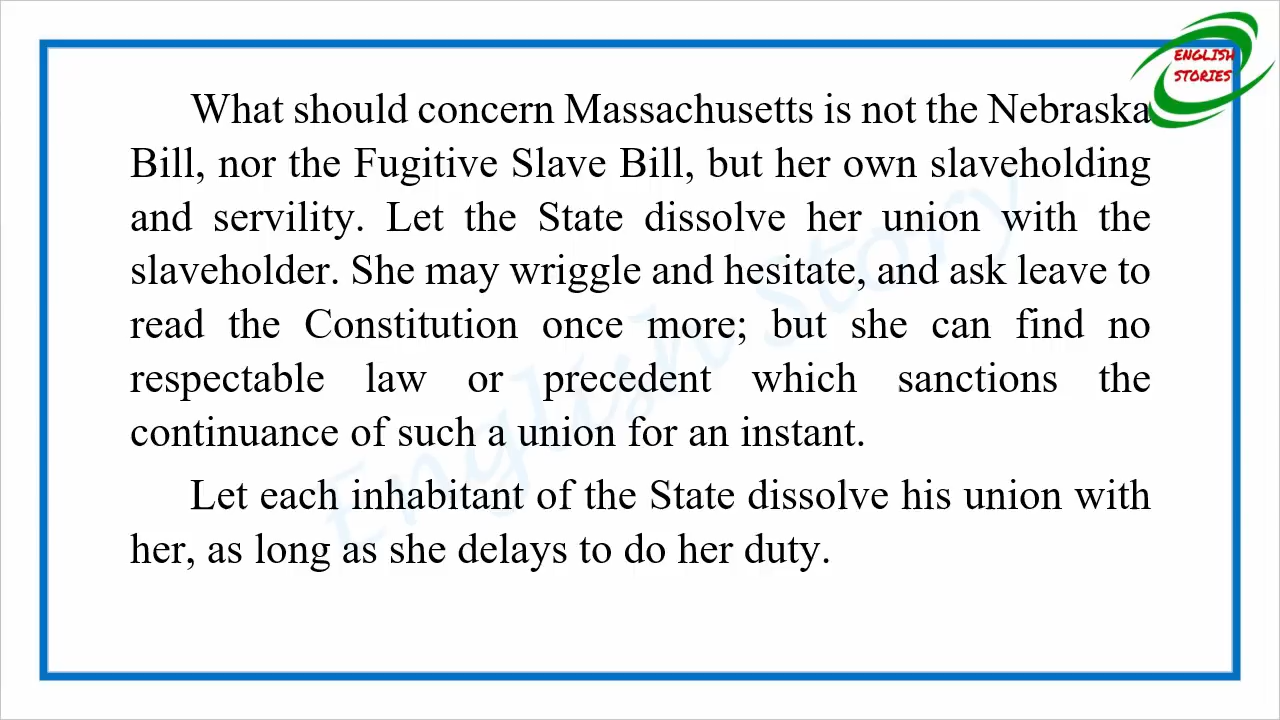 ENGLISH
STORIES
What should concern Massachusetts is not the Nebraska
Bill, nor the Fugitive Slave Bill, but her own slaveholding
and servility. Let the State dissolve her union with the
slaveholder. She may wriggle and hesitate, and ask leave to
read the Constitution once more; but she can find no
respectable law or precedent which sanctions the
continuance of such a union for an instant.
Let each inhabitant of the State dissolve his union with
her, as long as she delays to do her duty.
English Story